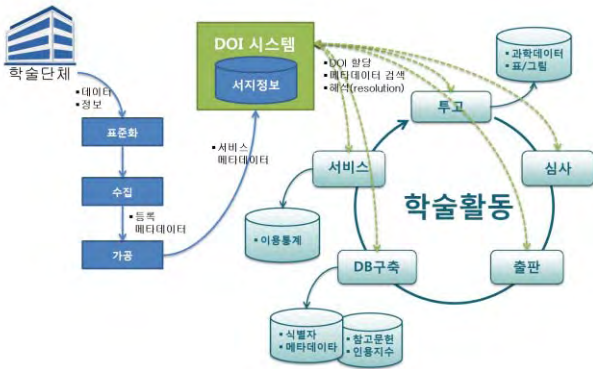 학술단체
▪ 데이터
▪ 정보
표준화
수집
▪ 등록
메타데이터
가공
DOI 시스템
서지정보
▪ 서비스
메타데이터
▪ DOI 할당
▪ 메타데이터 검색
▪ 해석(resolution)
▪ 과학데이터
▪ 표/그림
투고
심사
출판
DB구축
서비스
학술활동
▪ 이용통계
▪ 식별자
▪ 메타데이타
▪ 참고문헌
▪ 인용지수